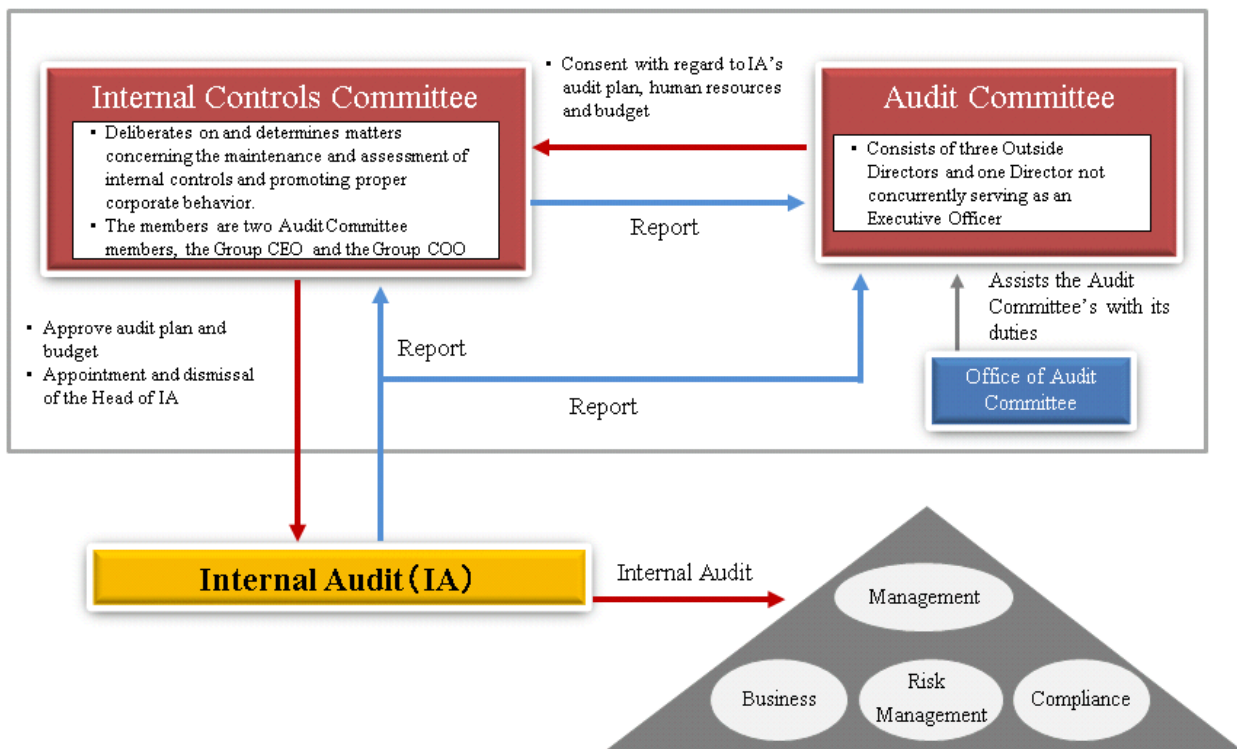 Internal Controls Committee
▪ Deliberates on and determines matters
concerning the maintenance and assessment of
internal controls and promoting proper
corporate behavior.
▪ The members are two Audit Committee
members, the Group CEO and the Group COO
▪ Consent with regard to IA's
audit plan, human resources
and budget
Audit Committee
▪ Consists of three Outside
Directors and one Director not
concurrently serving as an
Executive Officer
Report
▪ Approve audit plan and
budget
▪ Appointment and dismissal
of the Head of IA
Report
Report
Assists the Audit
Committee's with its
duties
Office of Audit
Committee
Internal Audit(IA)
Internal Audit
Management
Business
Risk
Management
Compliance